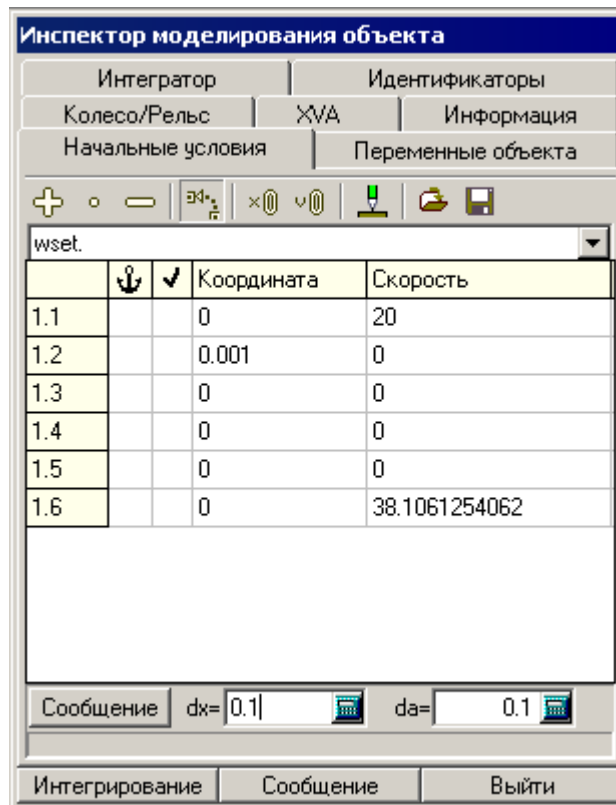 Инспектор моделирования объекта
Интегратор Идентификаторы
Колесо/Рельс XVA Информация
Начальные условия Переменные объекта
wset.
Координата Скорость
1.1 0 20
1.2 0.001 0
1.3 0 0
1.4 0 0
1.5 0 0
1.6 0 38.1061254062
Сообщение dx= 0.1 da= 0.1
Интегрирование Сообщение Выйти